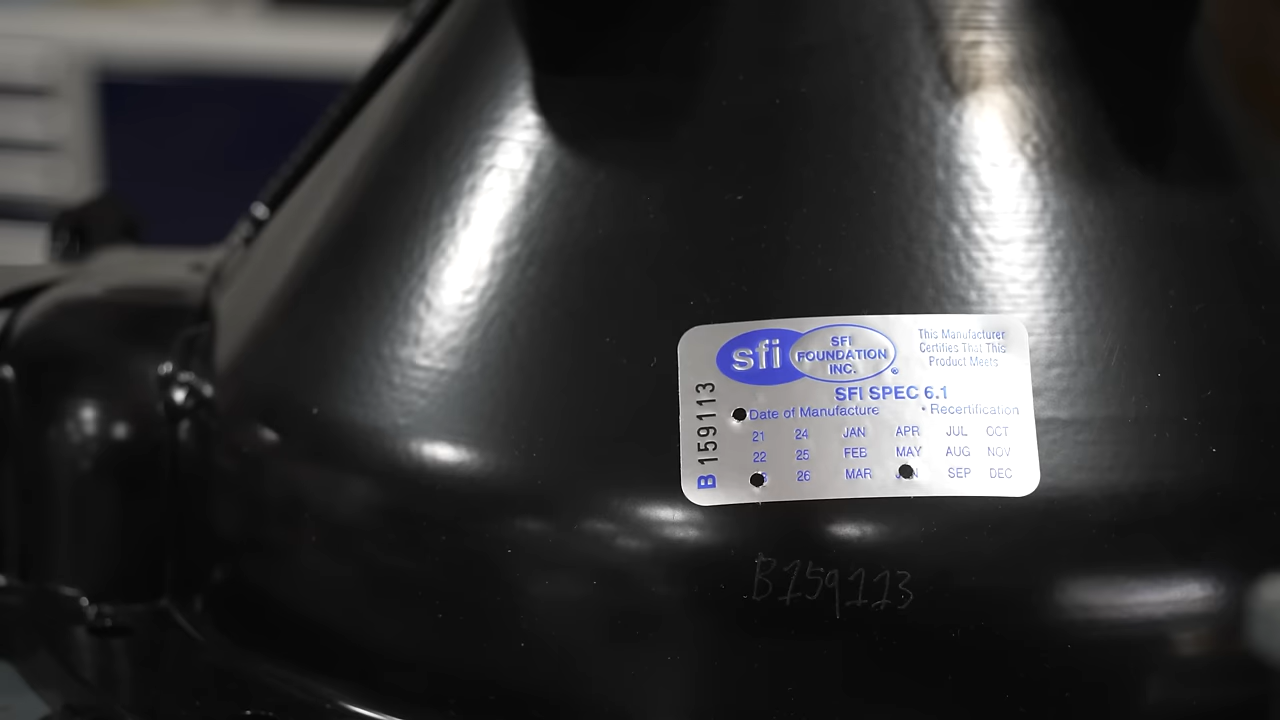 sfi
SFI
FOUNDATION
INC.
®
This Manufacturer
Certifies That This
Product Meets
SFI SPEC 6.1
Date of Manufacture • Recertification
21 24 JAN APR JUL OCT
22 25 FEB MAY AUG NOV
26 MAR JUN SEP DEC
B 159113
B159113